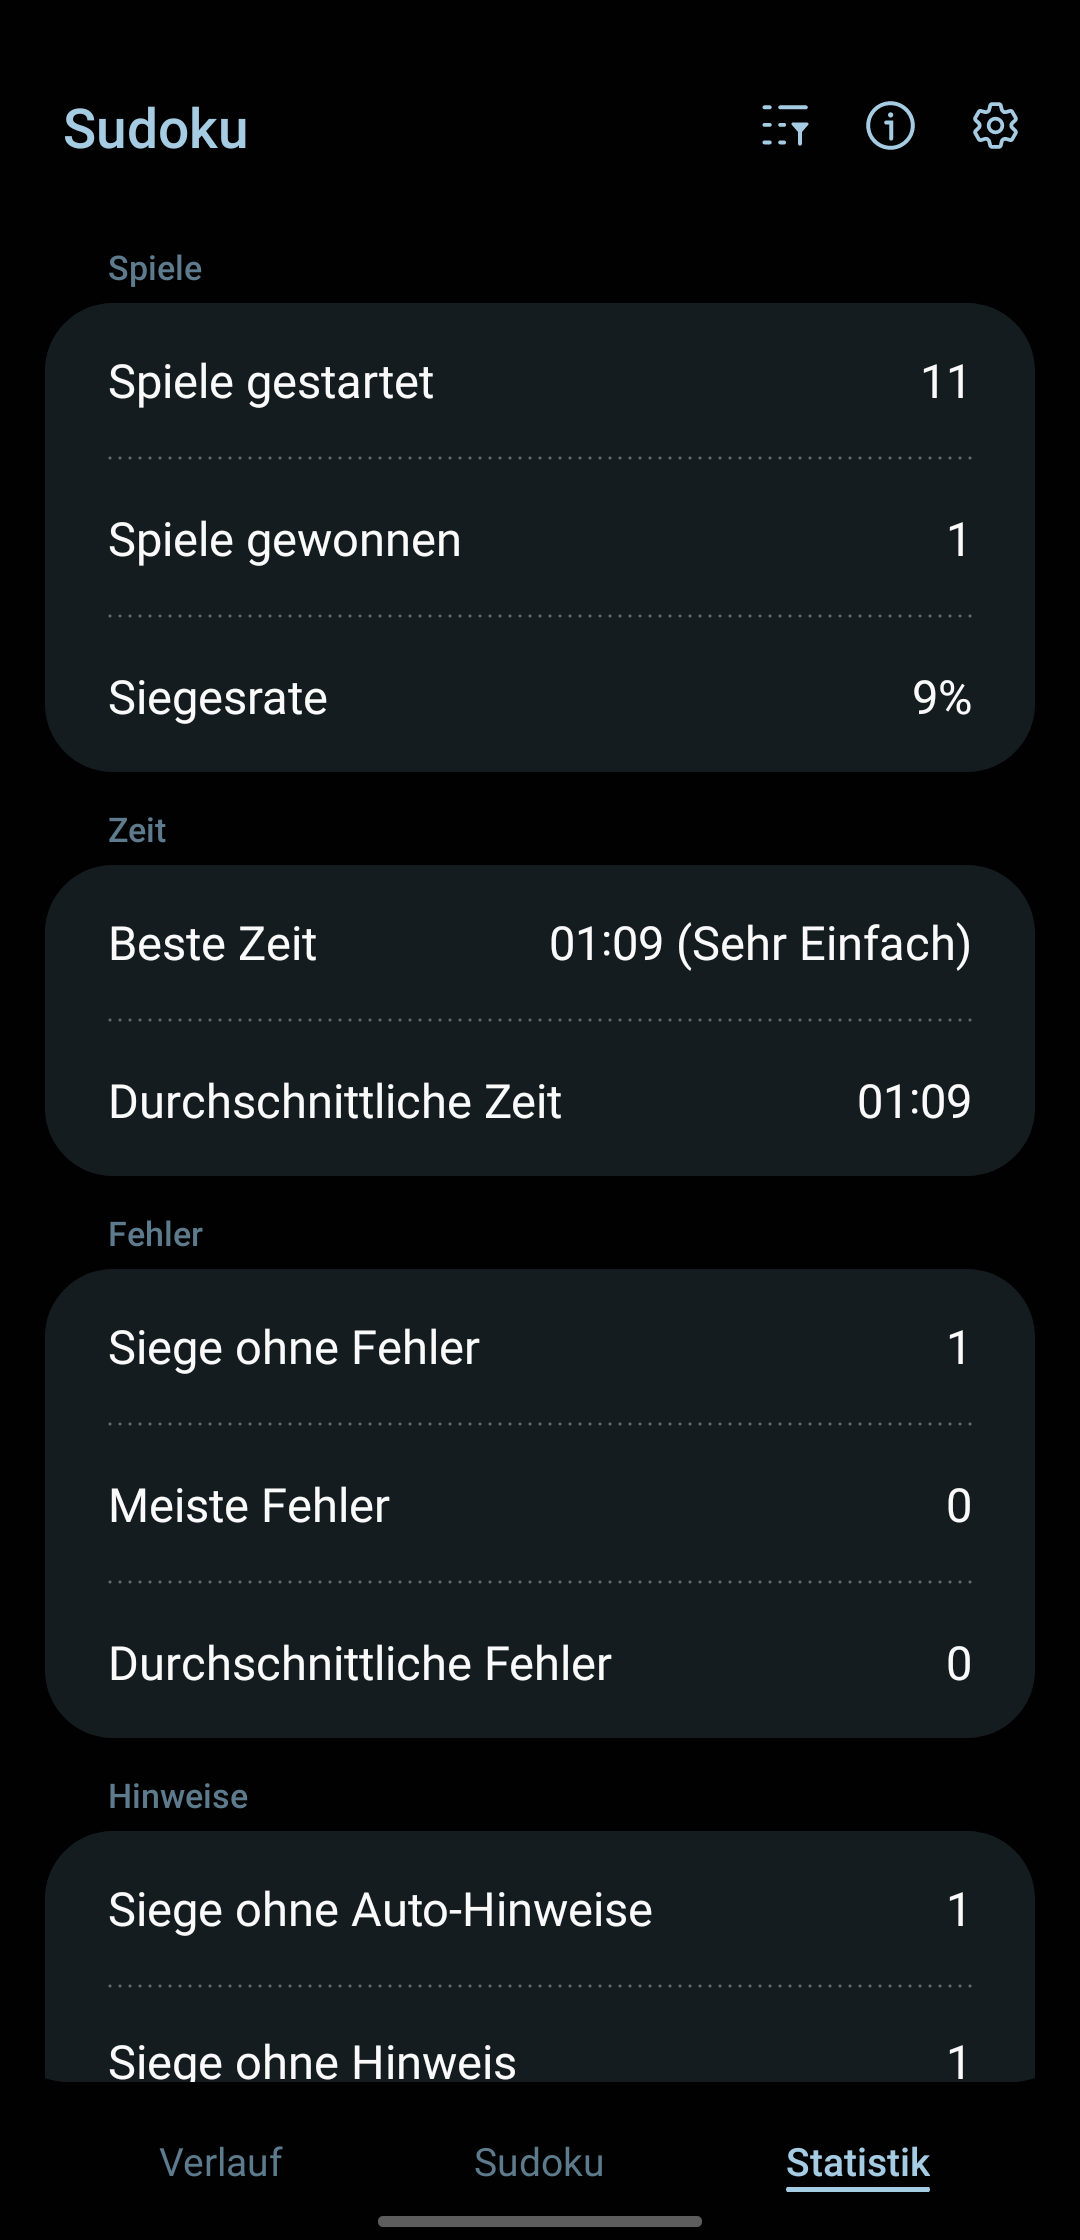 Sudoku
Spiele
Spiele gestartet 11
Spiele gewonnen 1
Siegesrate 9%
Zeit
Beste Zeit 01:09 (Sehr Einfach)
Durchschnittliche Zeit 01:09
Fehler
Siege ohne Fehler 1
Meiste Fehler 0
Durchschnittliche Fehler 0
Hinweise
Siege ohne Auto-Hinweise 1
Siege ohne Hinweis 1
Verlauf Sudoku Statistik